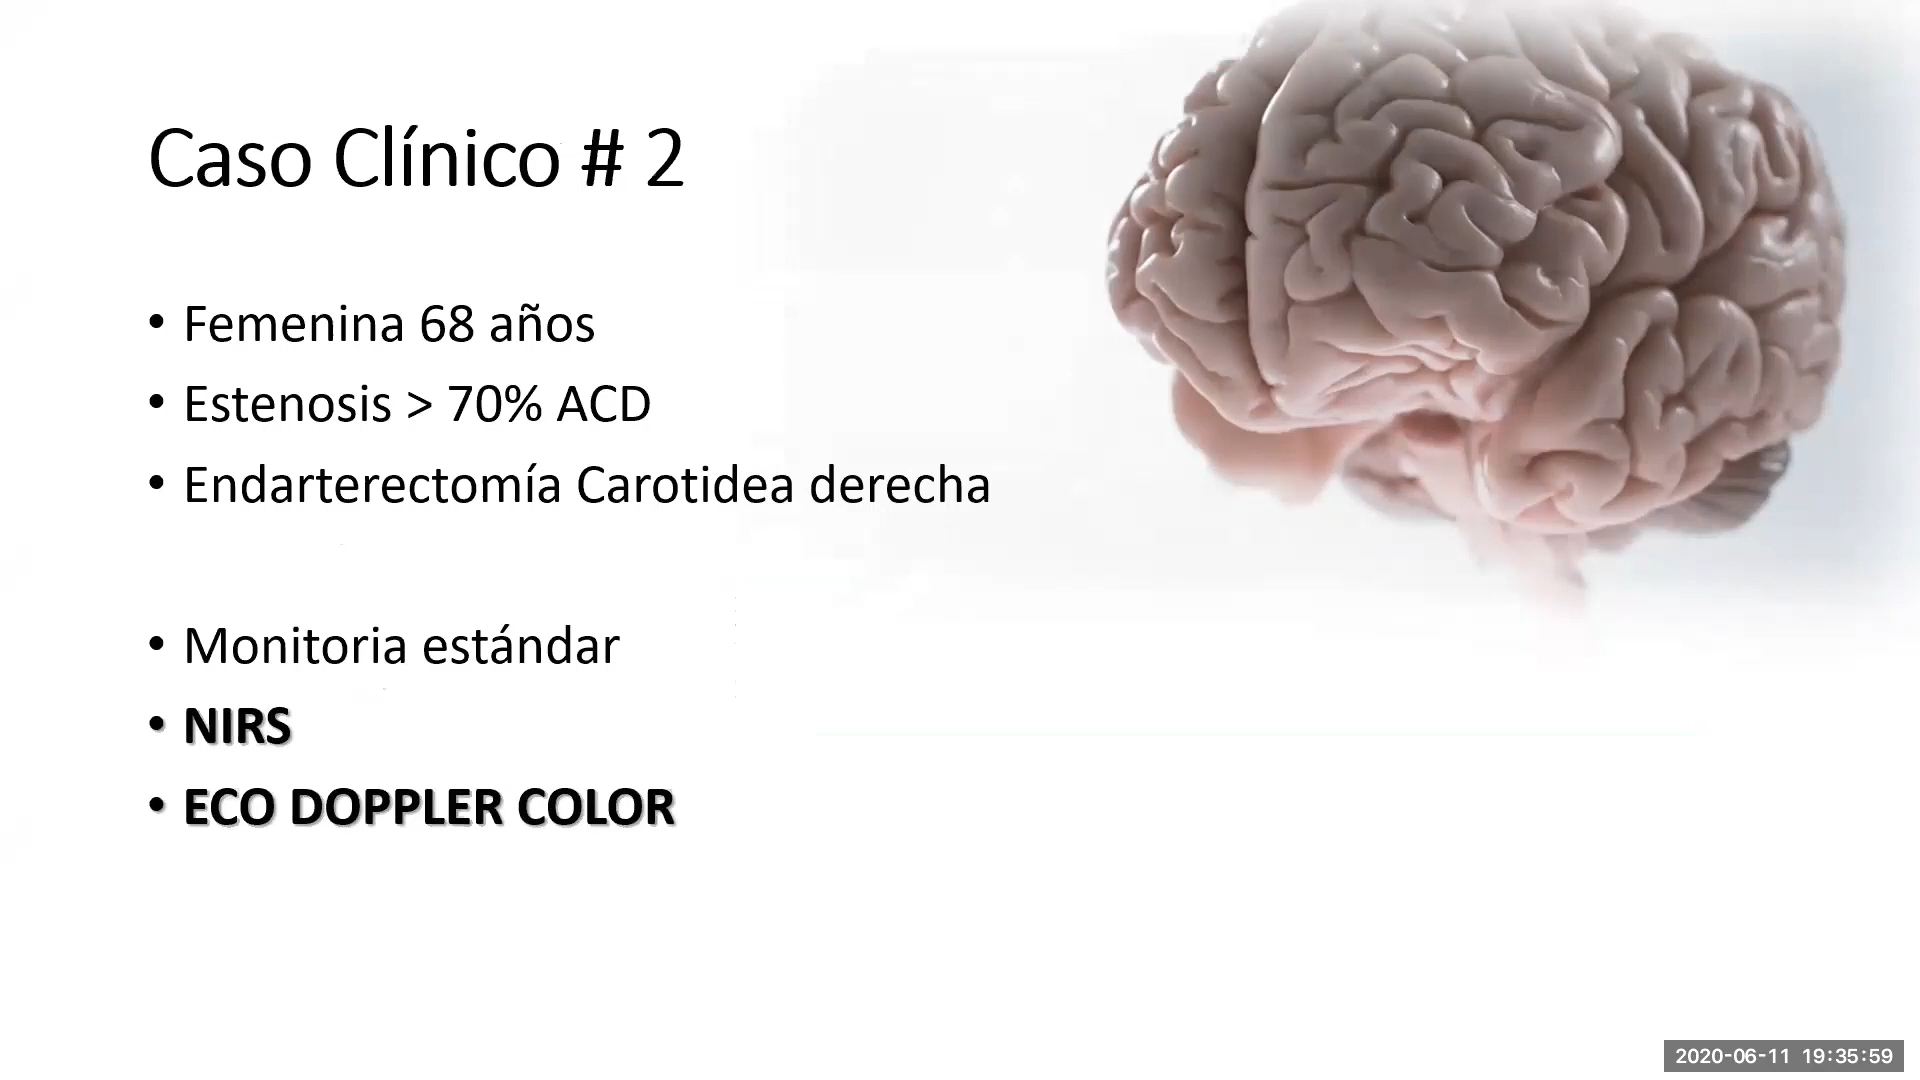 Caso Clínico # 2
• Femenina 68 años
• Estenosis > 70% ACD
• Endarterectomía Carotidea derecha
• Monitoria estándar
• NIRS
• ECO DOPPLER COLOR
2020-06-11 19:35:59